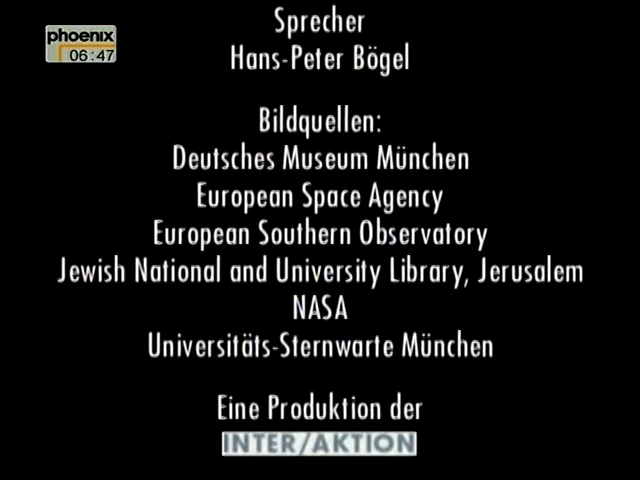 phoenix
06:47
Sprecher
Hans-Peter Bögel
Bildquellen:
Deutsches Museum München
European Space Agency
European Southern Observatory
Jewish National and University Library, Jerusalem
NASA
Universitäts-Sternwarte München
Eine Produktion der
INTER/AKTION